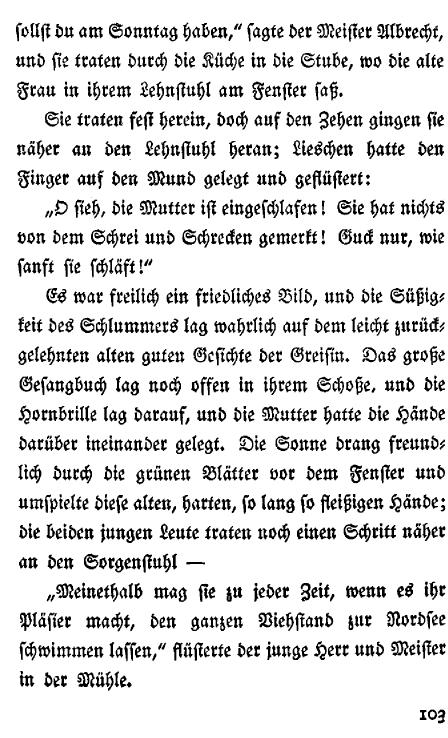 sollst du am Sonntag haben,“ sagte der Meister Albrecht,
und sie traten durch die Küche in die Stube, wo die alte
Frau in ihrem Lehnstuhl am Fenster saß.
Sie traten fest herein, doch auf den Zehen gingen sie
näher an den Lehnstuhl heran; Lieschen hatte den
Finger auf den Mund gelegt und geflüstert:
„O sieh, die Mutter ist eingeschlafen! Sie hat nichts
von dem Schrei und Schrecken gemerkt! Guck nur, wie
sanft sie schläft!“
Es war freilich ein friedliches Bild, und die Süßig-
keit des Schlummers lag wahrlich auf dem leicht zurück-
gelehnten alten guten Gesichte der Greisin. Das große
Gesangbuch lag noch offen in ihrem Schoße, und die
Hornbrille lag darauf, und die Mutter hatte die Hände
darüber ineinander gelegt. Die Sonne drang freund-
lich durch die grünen Blätter vor dem Fenster und
umspielte diese alten, harten, so lang so fleißigen Hände;
die beiden jungen Leute traten noch einen Schritt näher
an den Sorgenstuhl —
„Meinethalb mag sie zu jeder Zeit, wenn es ihr
Pläsier macht, den ganzen Viehstand zur Nordsee
schwimmen lassen,“ flüsterte der junge Herr und Meister
in der Mühle.
103